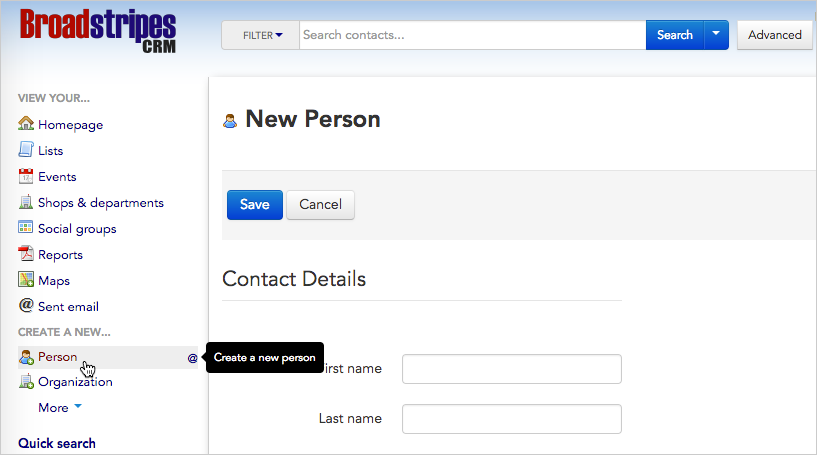 Broadstripes
CRM
FILTER
Search contacts...
Search
Advanced
VIEW YOUR...
Homepage
Lists
Events
Shops & departments
Social groups
Reports
Maps
@ Sent email
CREATE A NEW...
Person @
Organization
More
Quick search
Create a new person
New Person
Save Cancel
Contact Details
irst name
Last name